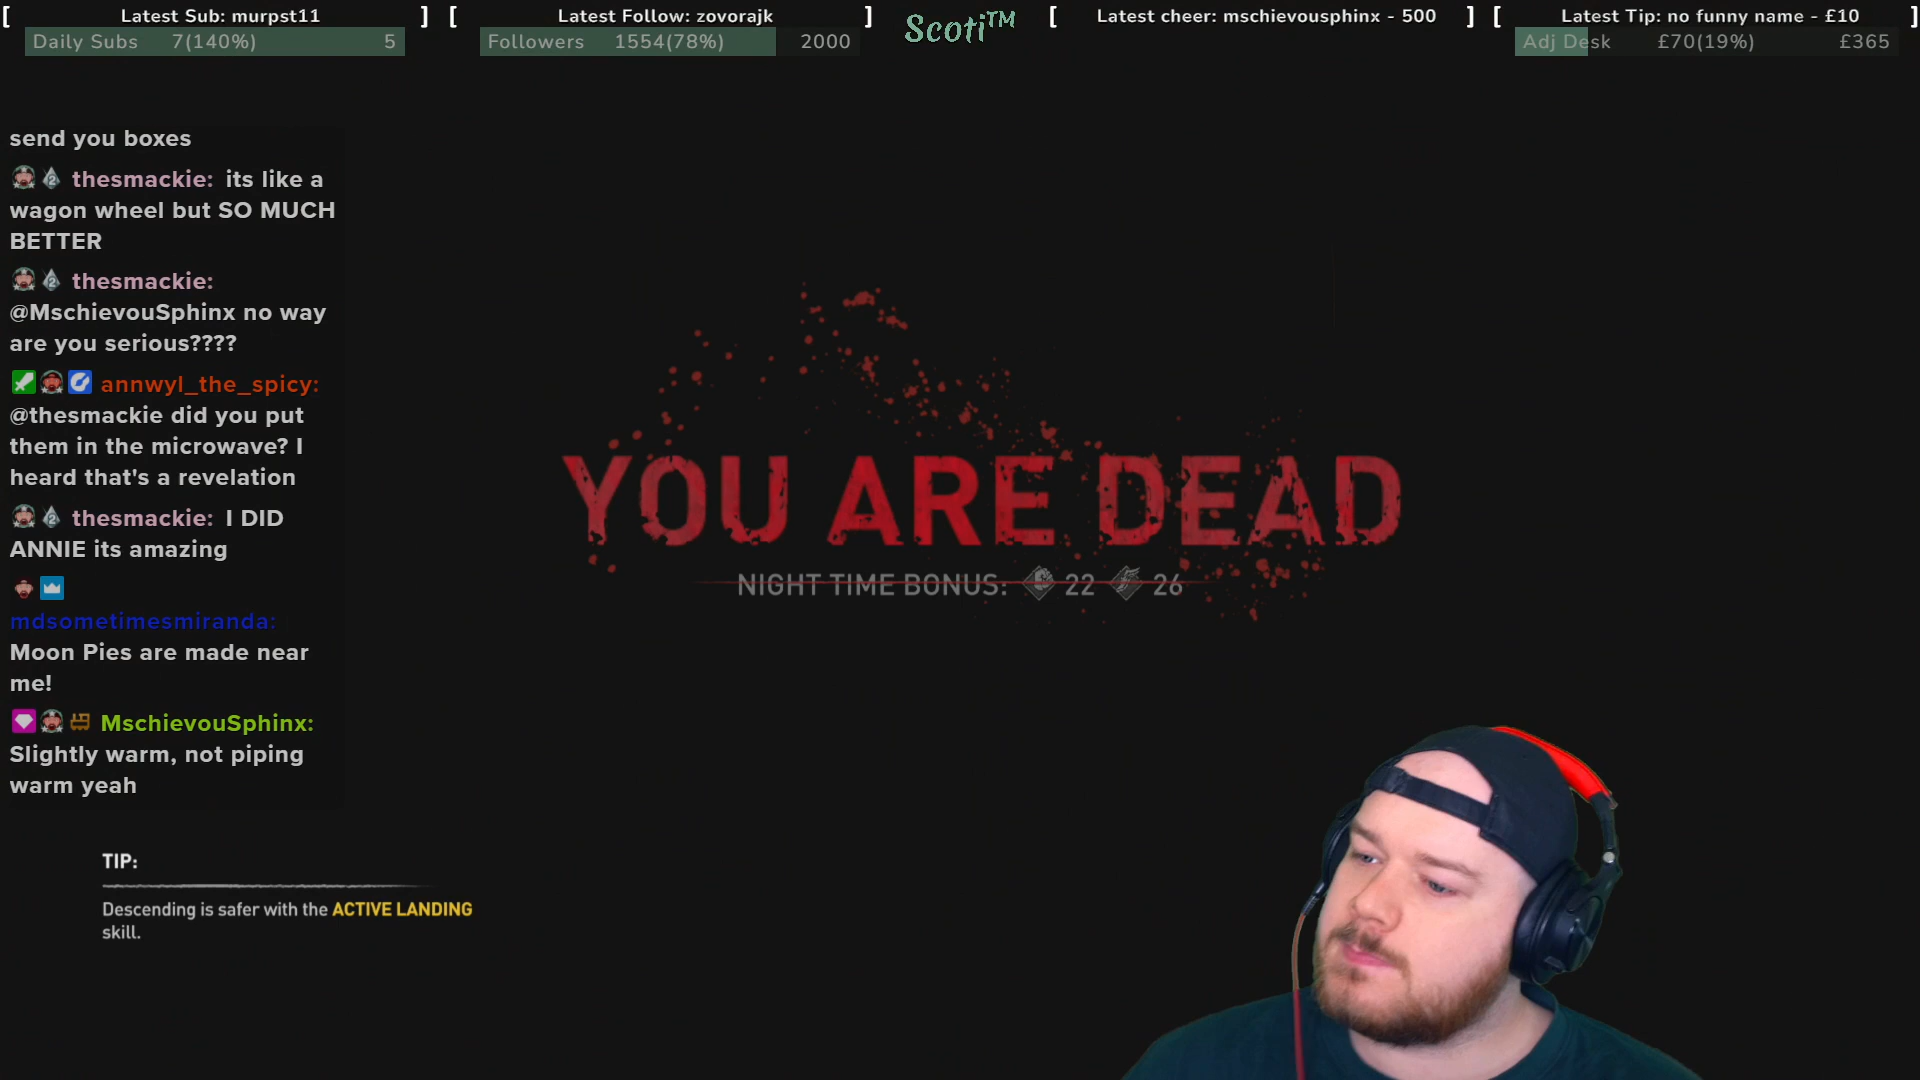 [ Latest Sub: murpst11 ]
Daily Subs 7(140%) 5
[ Latest Follow: zovorajk ]
Followers 1554(78%) 2000
Scoti™
[ Latest cheer: mschievousphinx - 500 ]
[ Latest Tip: no funny name - £10 ]
Adj Desk £70(19%) £365
send you boxes
thesmackie: its like a
wagon wheel but SO MUCH
BETTER
thesmackie:
@MschievouSphinx no way
are you serious????
annwyl_the_spicy:
@thesmackie did you put
them in the microwave? I
heard that's a revelation
2 thesmackie: I DID
ANNIE its amazing
mdsometimesmiranda:
Moon Pies are made near
me!
MschievouSphinx:
Slightly warm, not piping
warm yeah
YOU ARE DEAD
NIGHT TIME BONUS: 22 26
TIP:
Descending is safer with the ACTIVE LANDING
skill.